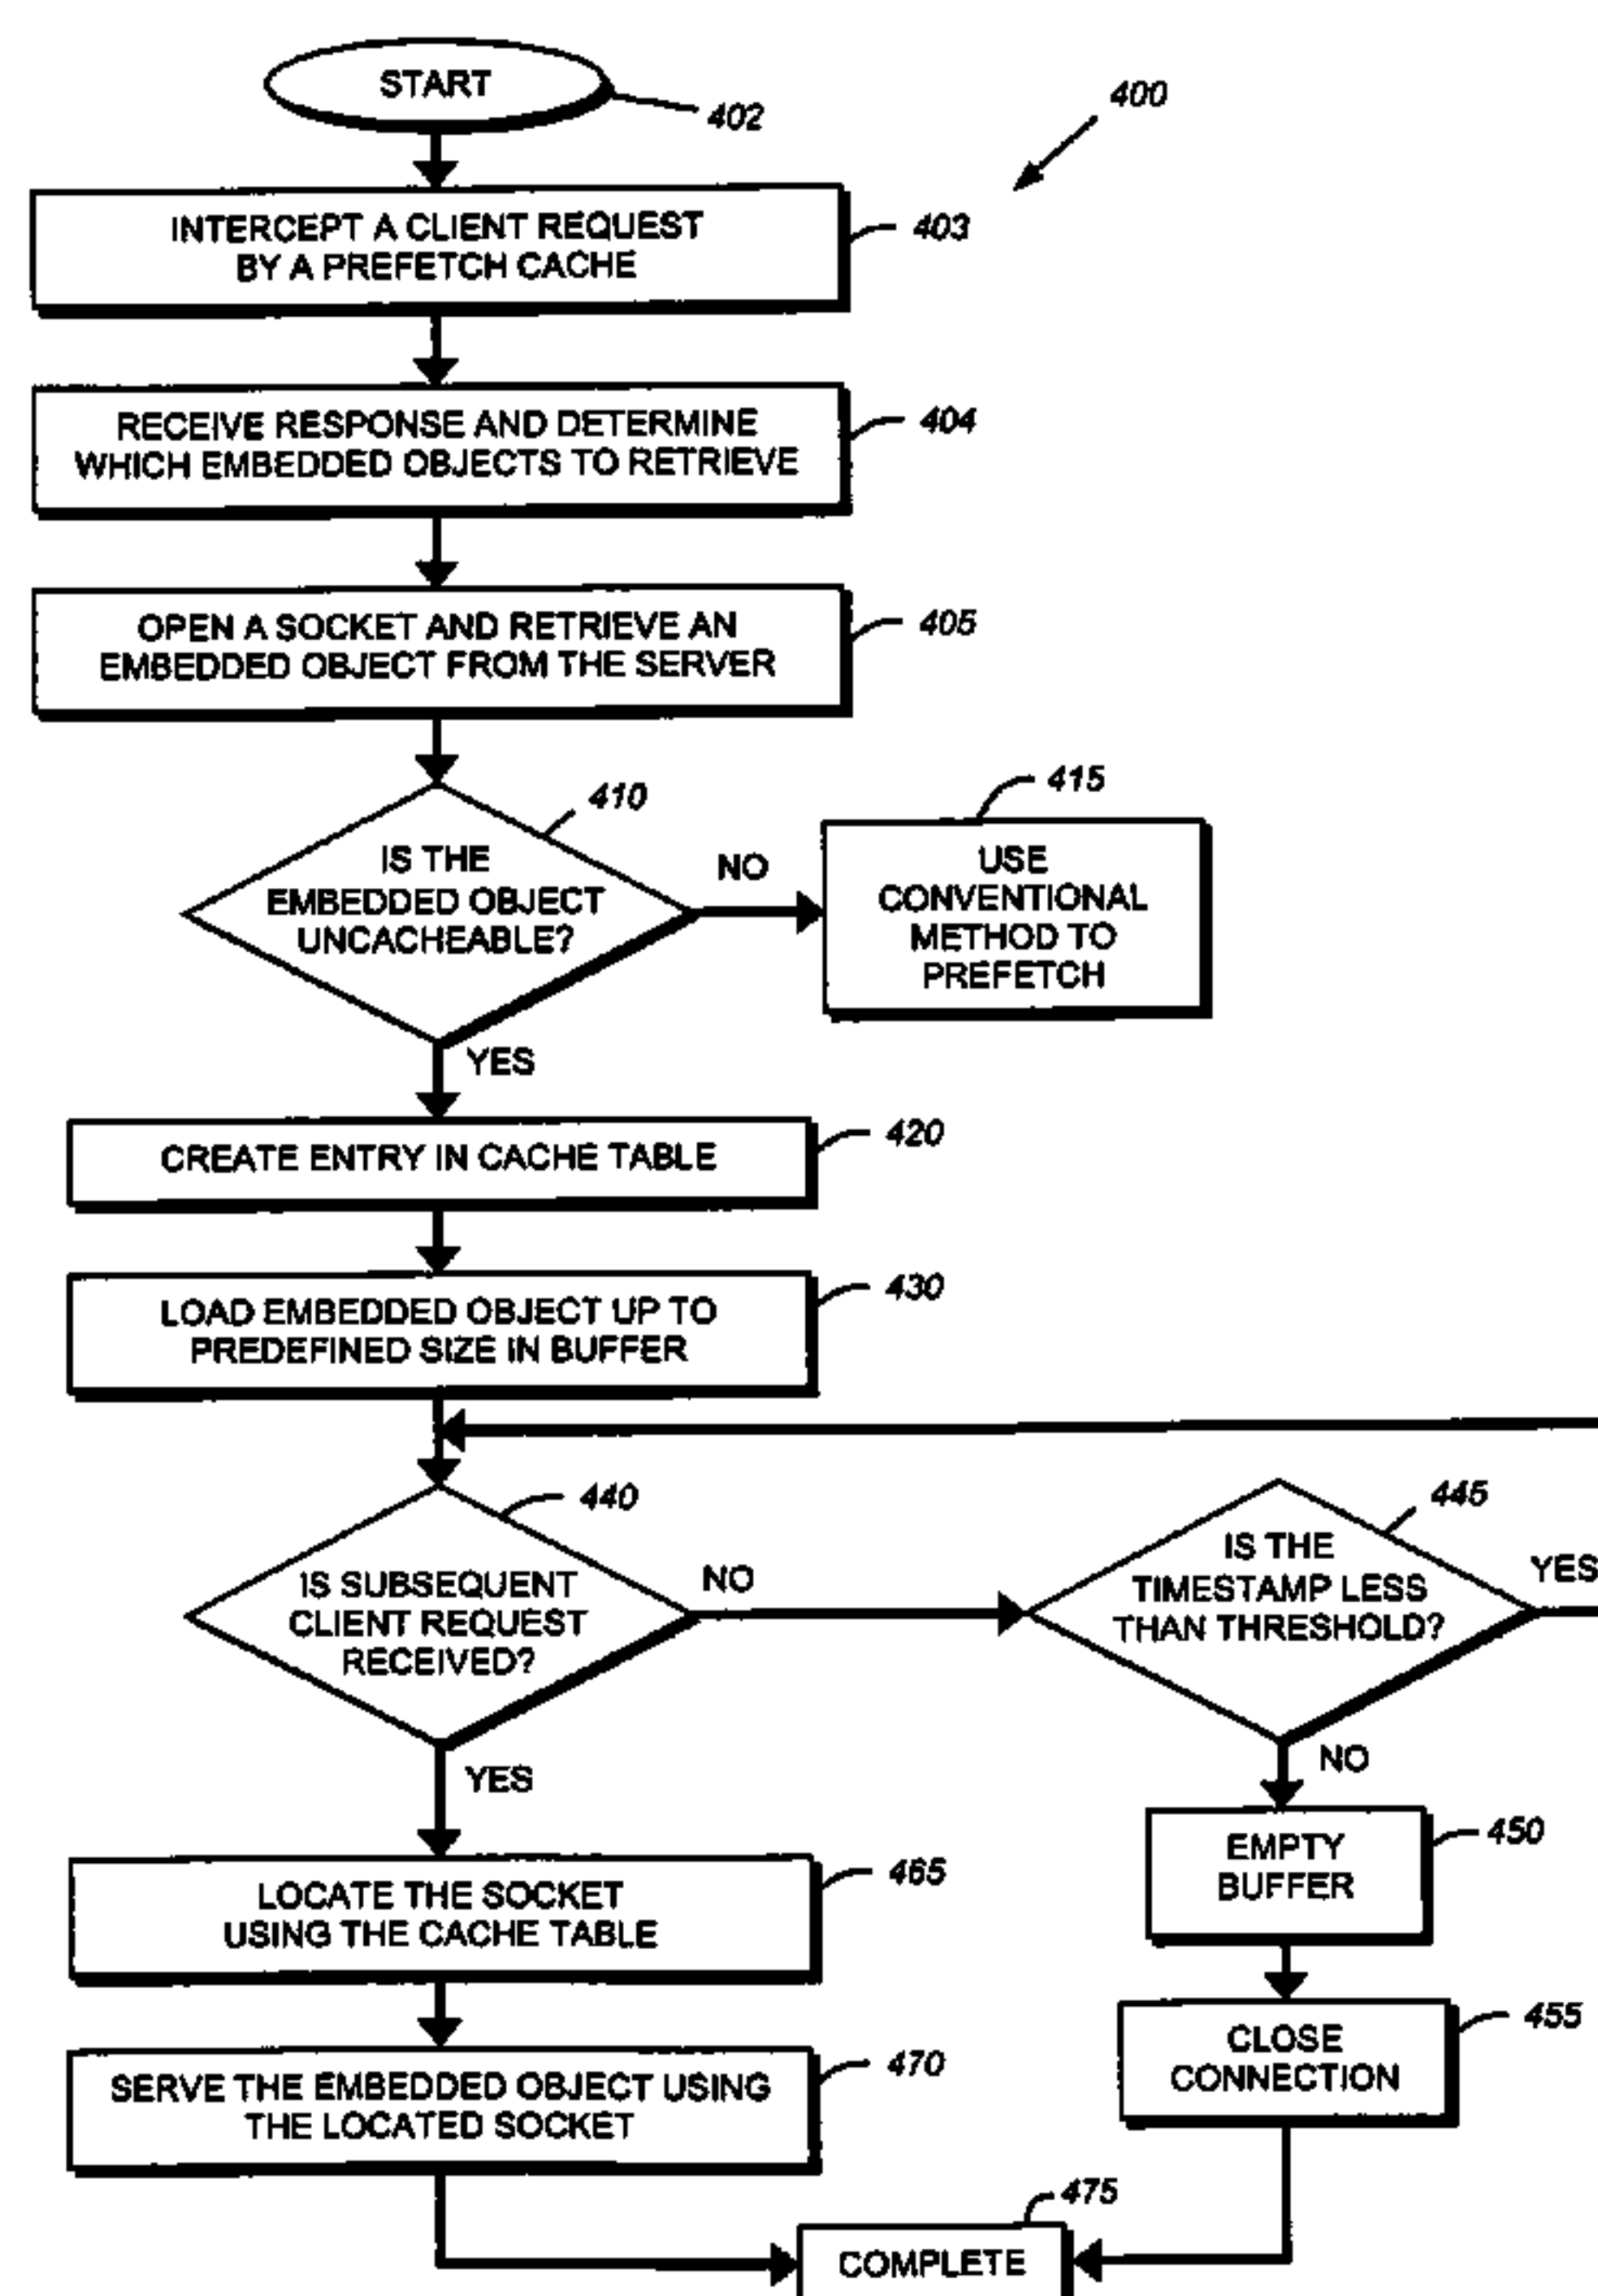 START
402
400
INTERCEPT A CLIENT REQUEST
BY A PREFETCH CACHE
403
RECEIVE RESPONSE AND DETERMINE
WHICH EMBEDDED OBJECTS TO RETRIEVE
404
OPEN A SOCKET AND RETRIEVE AN
EMBEDDED OBJECT FROM THE SERVER
405
410
IS THE
EMBEDDED OBJECT
UNCACHEABLE?
NO
415
USE
CONVENTIONAL
METHOD TO
PREFETCH
YES
CREATE ENTRY IN CACHE TABLE
420
LOAD EMBEDDED OBJECT UP TO
PREDEFINED SIZE IN BUFFER
430
440
IS SUBSEQUENT
CLIENT REQUEST
RECEIVED?
NO
445
IS THE
TIMESTAMP LESS
THAN THRESHOLD?
YES
YES
NO
LOCATE THE SOCKET
USING THE CACHE TABLE
465
EMPTY
BUFFER
450
SERVE THE EMBEDDED OBJECT USING
THE LOCATED SOCKET
470
CLOSE
CONNECTION
455
475
COMPLETE